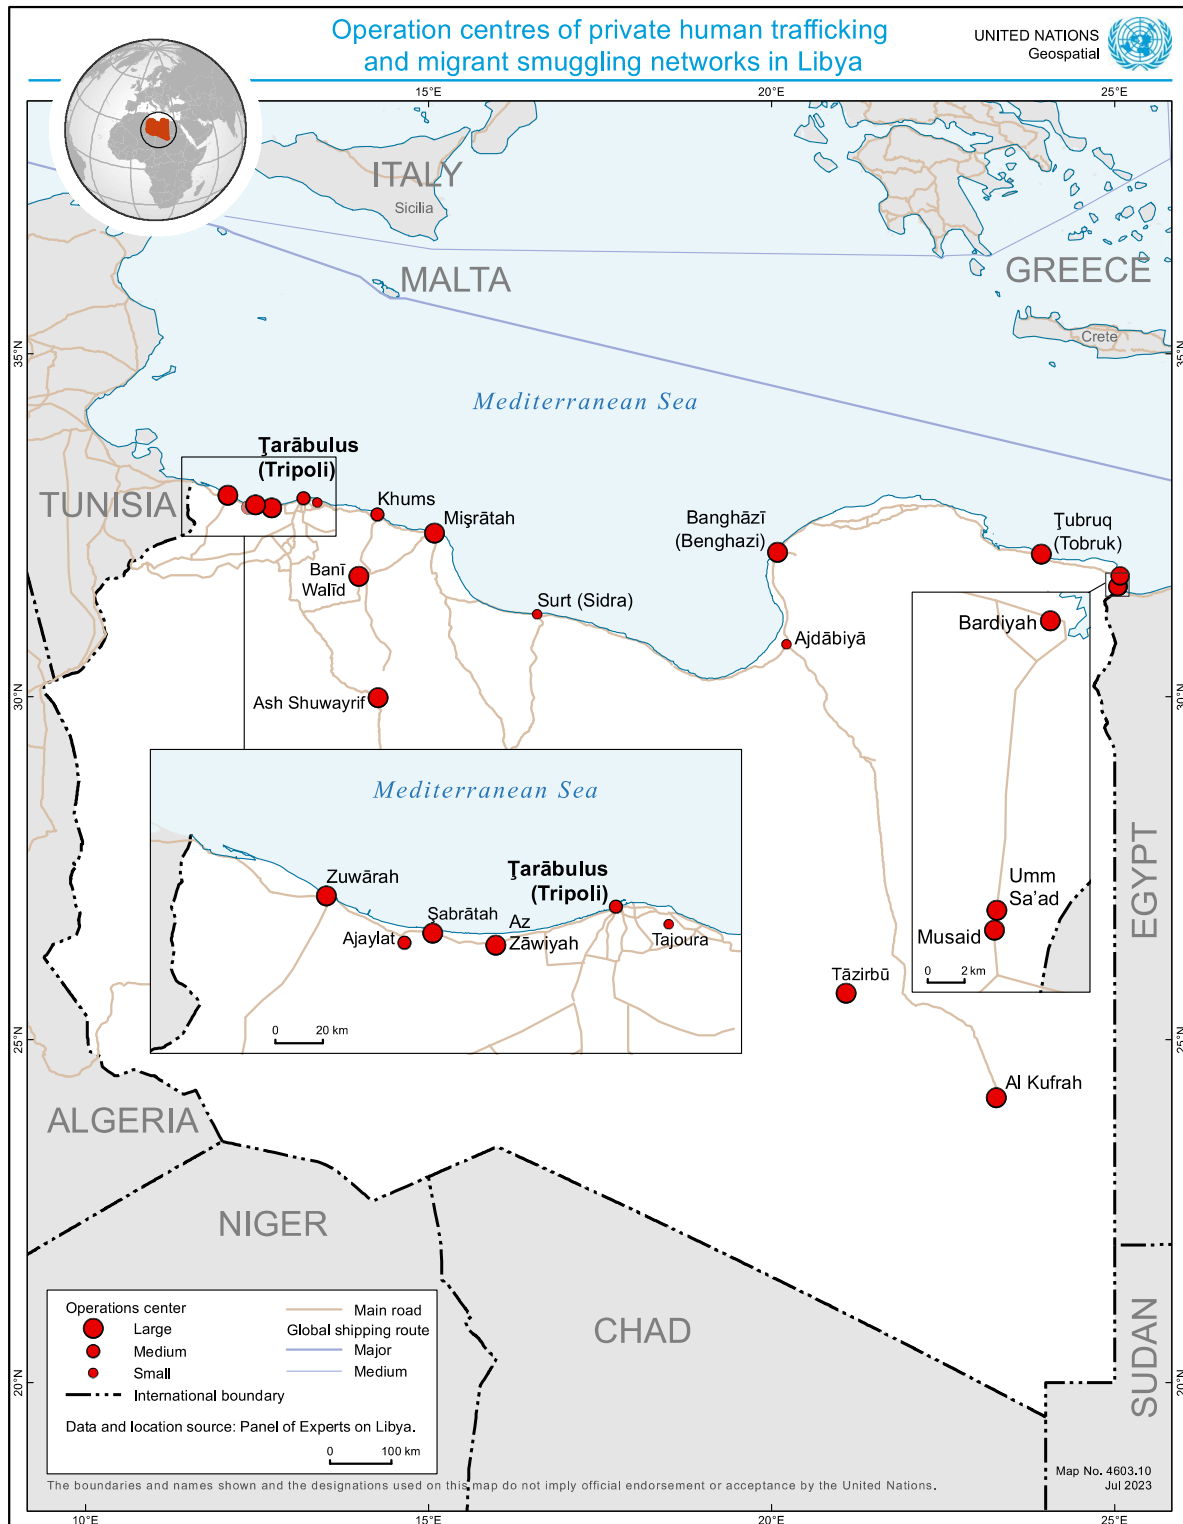 Operation centres of private human trafficking
and migrant smuggling networks in Libya
UNITED NATIONS
Geospatial
15°E
20°E
25°E
ITALY
Sicilia
MALTA
GREECE
Crete
35°N
35°N
Mediterranean Sea
Ţarābulus
(Tripoli)
TUNISIA
Khums
Mişrātah
Banghāzī
(Benghazi)
Ţubruq
(Tobruk)
Banī
Walīd
Surt (Sidra)
Ajdābiyā
Bardiyah
30°N
30°N
Ash Shuwayrif
Mediterranean Sea
Zuwārah
Ţarābulus
(Tripoli)
Şabrātah
Az
Zāwiyah
Ajaylat
Tajoura
0 20 km
Umm
Sa'ad
Musaid
0 2 km
EGYPT
Tāzirbū
25°N
25°N
Al Kufrah
ALGERIA
NIGER
CHAD
SUDAN
20°N
20°N
Operations center
Large
Medium
Small
International boundary
Main road
Global shipping route
Major
Medium
Data and location source: Panel of Experts on Libya.
0 100 km
The boundaries and names shown and the designations used on this map do not imply official endorsement or acceptance by the United Nations.
Map No. 4603.10
Jul 2023
10°E
15°E
20°E
25°E